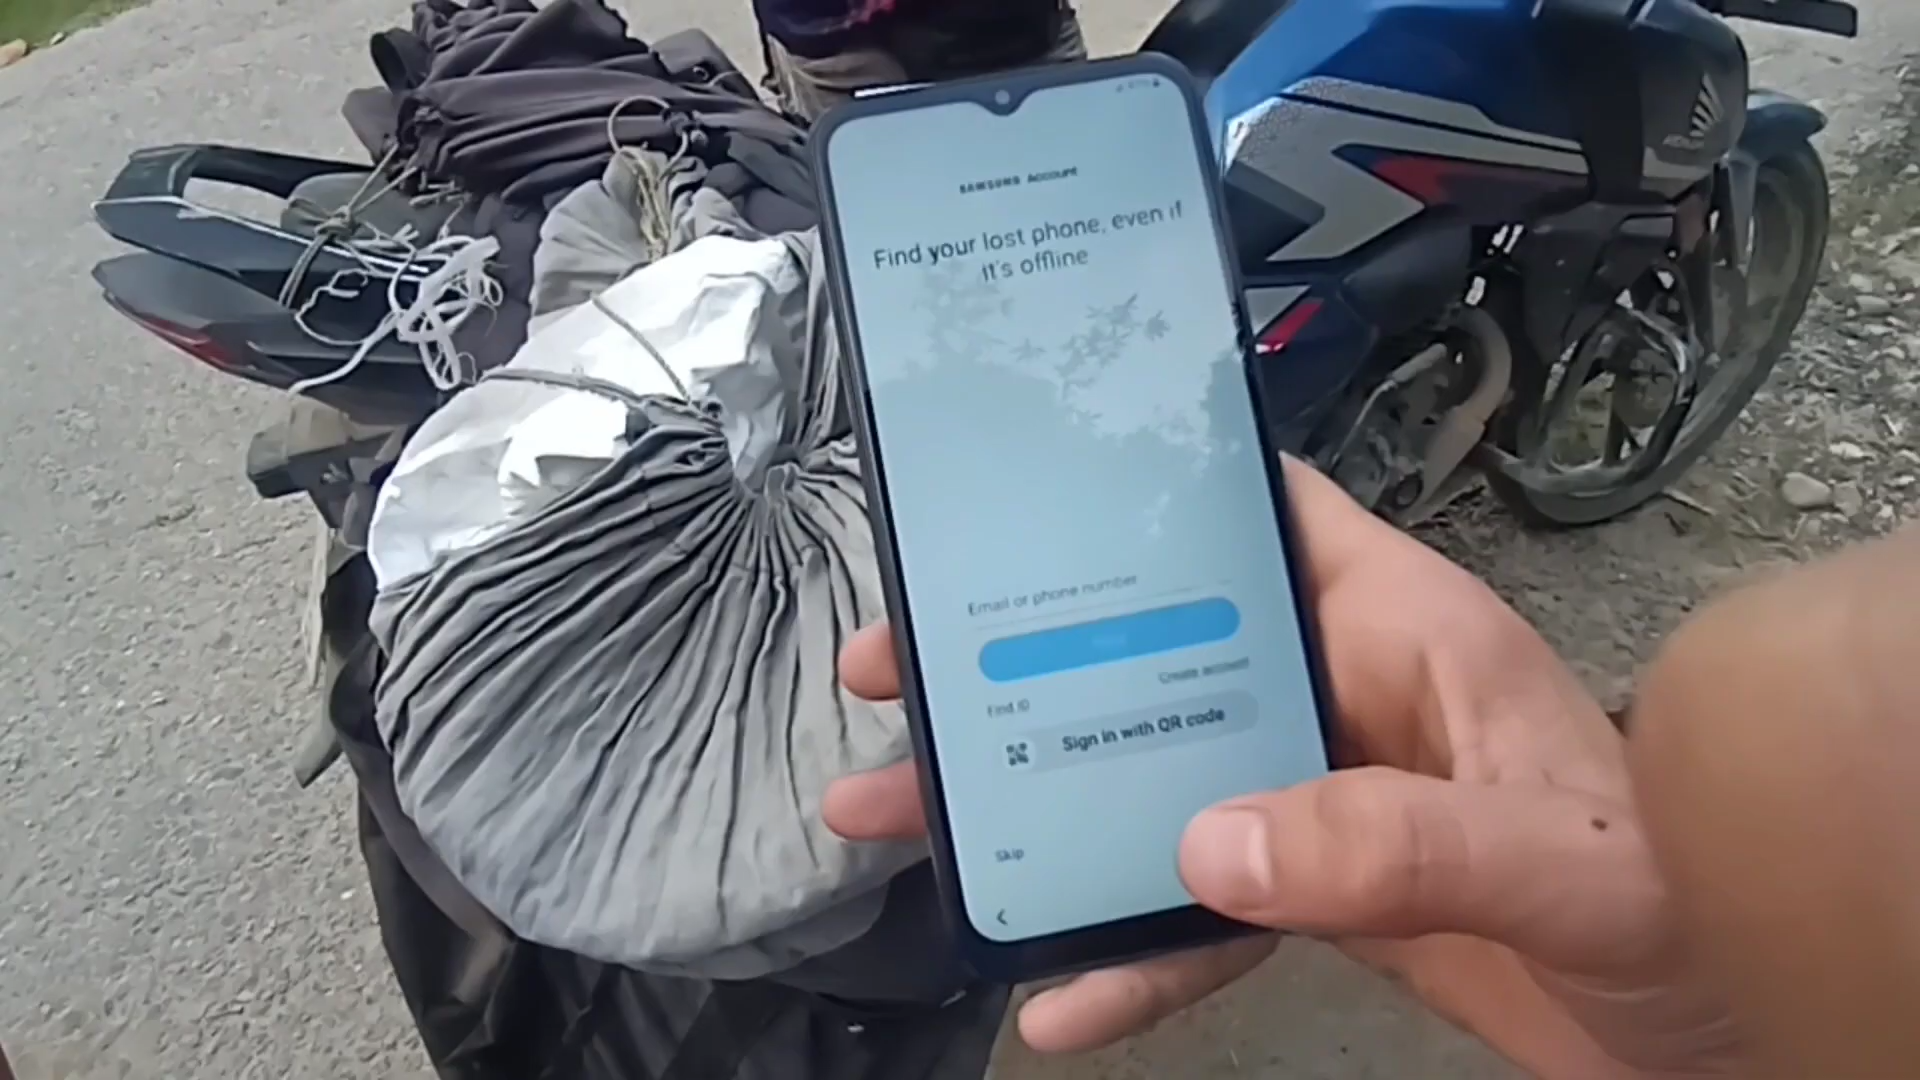 SAMSUNG ACCOUNT
Find your lost phone, even if
it's offline
Email or phone number
Create account
Find ID
Sign in with QR code
Skip